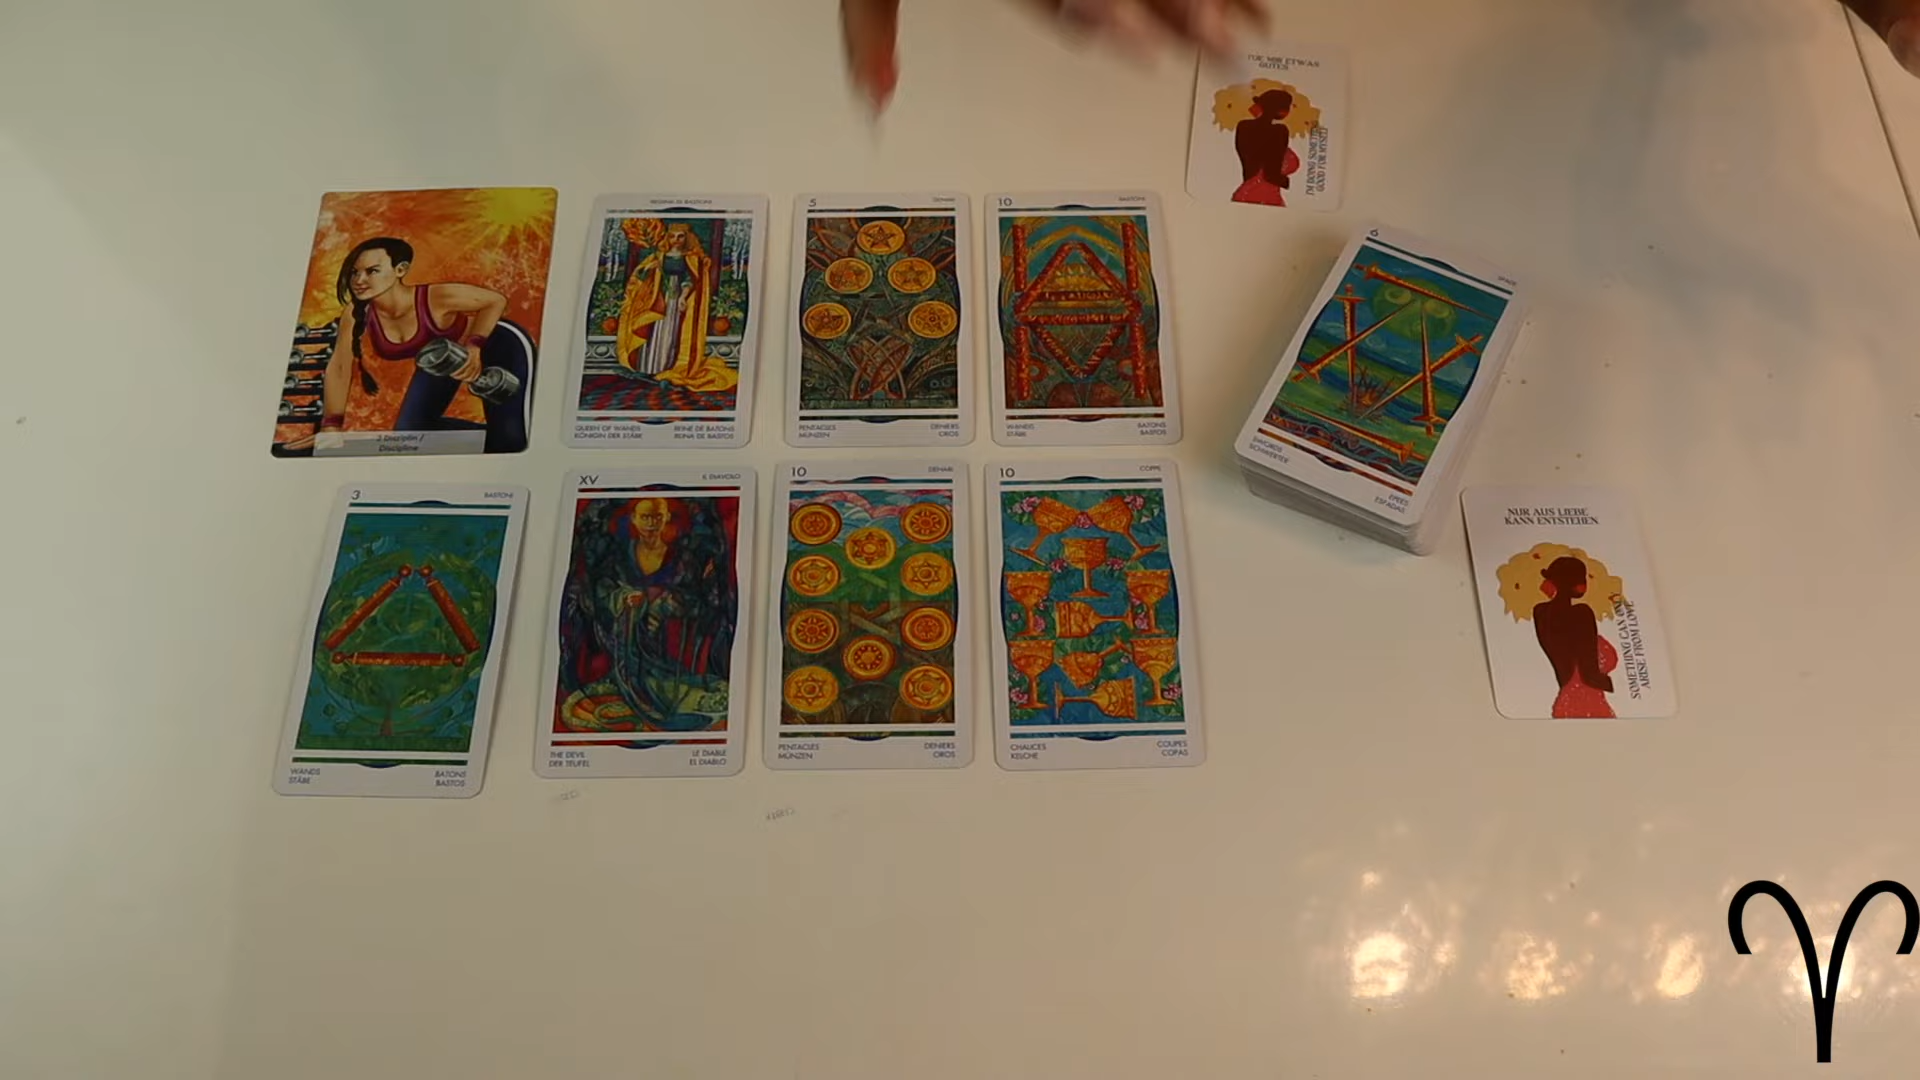 TUE MIR ETWAS
GUTES
I'M DOING SOMETHING
GOOD FOR MYSELF
3 Disziplin /
Discipline
REGINA DI BASTONI
QUEEN OF WANDS
KÖNIGIN DER STÄBE
REINE DE BATONS
REINA DE BASTOS
5
DENARI
PENTACLES
MÜNZEN
DENIERS
OROS
10
BASTONI
WANDS
STÄBE
BATONS
BASTOS
SPADE
SWORDS
SCHWERTER
EPÉES
ESPADAS
3
BASTONI
WANDS
STÄBE
BATONS
BASTOS
XV
IL DIAVOLO
THE DEVIL
DER TEUFEL
LE DIABLE
EL DIABLO
10
DENARI
PENTACLES
MÜNZEN
DENIERS
OROS
10
COPPE
CHALICES
KELCHE
COUPES
COPAS
NUR AUS LIEBE
KANN ENTSTEHEN
SOMETHING CAN ONLY
ARISE FROM LOVE